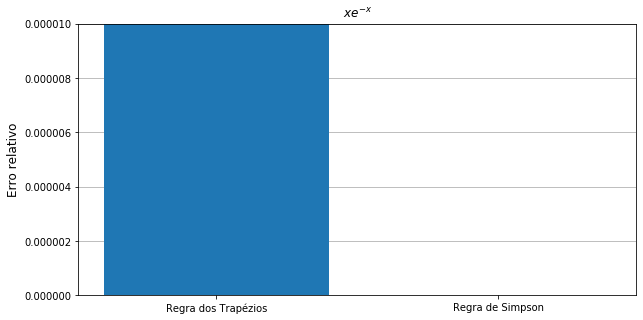 xe^{-x}
0.000010
0.000008
0.000006
0.000004
0.000002
0.000000
Erro relativo
Regra dos Trapézios
Regra de Simpson